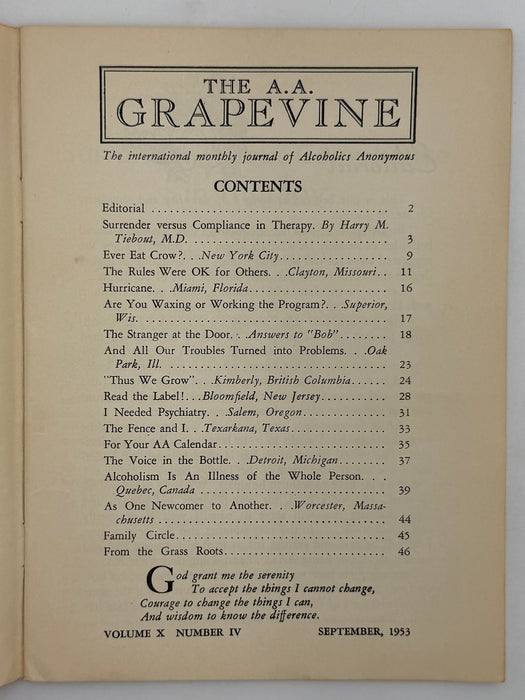 THE A.A.
GRAPEVINE
The international monthly journal of Alcoholics Anonymous
CONTENTS
Editorial ...................................... 2
Surrender versus Compliance in Therapy. By Harry M.
Tiebout, M.D. ................................ 3
Ever Eat Crow?. . .New York City................. 9
The Rules Were OK for Others. . .Clayton, Missouri.. 11
Hurricane. . .Miami, Florida...................... 16
Are You Waxing or Working the Program?. . .Superior,
Wis. ........................................ 17
The Stranger at the Door. . .Answers to "Bob"........ 18
And All Our Troubles Turned into Problems. . .Oak
Park, Ill. .................................... 23
"Thus We Grow". . .Kimberly, British Columbia...... 24
Read the Label!. . .Bloomfield, New Jersey........... 28
I Needed Psychiatry. . .Salem, Oregon............. 31
The Fence and I. . .Texarkana, Texas............... 33
For Your AA Calendar............................ 35
The Voice in the Bottle. . .Detroit, Michigan........ 37
Alcoholism Is An Illness of the Whole Person. . .
Quebec, Canada .............................. 39
As One Newcomer to Another. . .Worcester, Massa-
chusetts ..................................... 44
Family Circle.................................. 45
From the Grass Roots.......................... 46
God grant me the serenity
To accept the things I cannot change,
Courage to change the things I can,
And wisdom to know the difference.
VOLUME X NUMBER IV SEPTEMBER, 1953